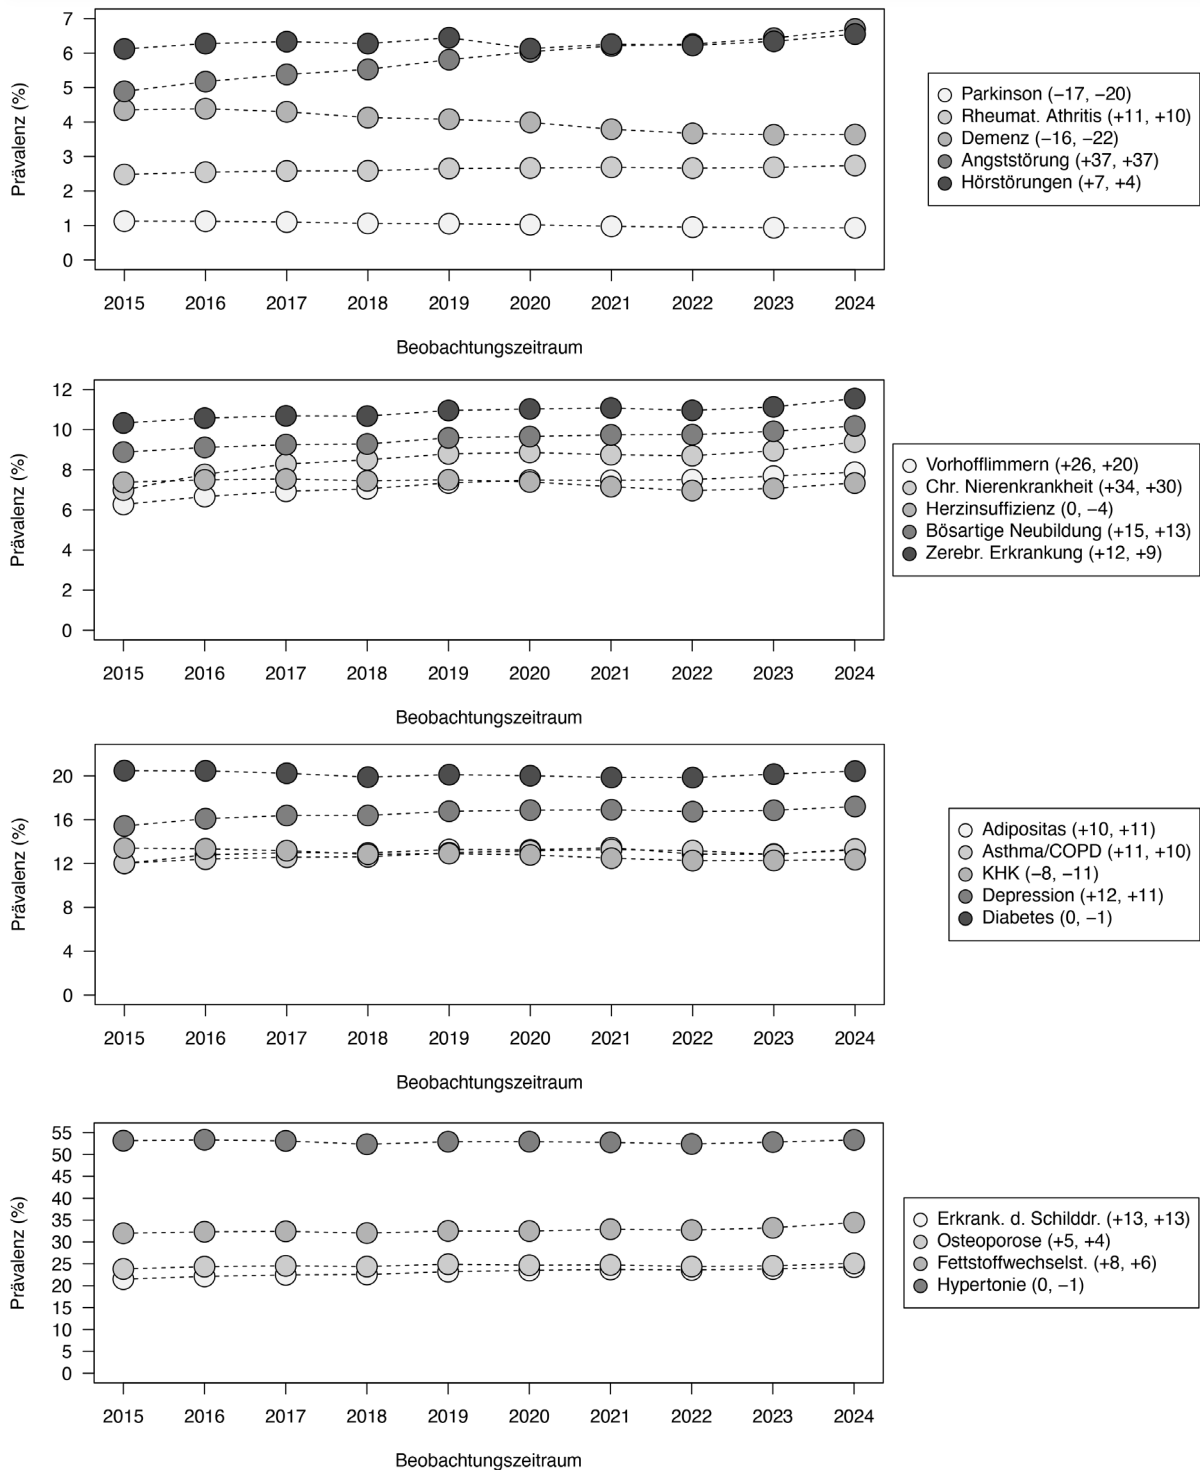 7
6
5
4
3
2
1
0
Prävalenz (%)
2015 2016 2017 2018 2019 2020 2021 2022 2023 2024
Beobachtungszeitraum
Parkinson (−17, −20)
Rheumat. Athritis (+11, +10)
Demenz (−16, −22)
Angststörung (+37, +37)
Hörstörungen (+7, +4)
12
10
8
6
4
2
0
Prävalenz (%)
2015 2016 2017 2018 2019 2020 2021 2022 2023 2024
Beobachtungszeitraum
Vorhofflimmern (+26, +20)
Chr. Nierenkrankheit (+34, +30)
Herzinsuffizienz (0, −4)
Bösartige Neubildung (+15, +13)
Zerebr. Erkrankung (+12, +9)
20
16
12
8
4
0
Prävalenz (%)
2015 2016 2017 2018 2019 2020 2021 2022 2023 2024
Beobachtungszeitraum
Adipositas (+10, +11)
Asthma/COPD (+11, +10)
KHK (−8, −11)
Depression (+12, +11)
Diabetes (0, −1)
55
50
45
40
35
30
25
20
15
10
5
0
Prävalenz (%)
2015 2016 2017 2018 2019 2020 2021 2022 2023 2024
Beobachtungszeitraum
Erkrank. d. Schilddr. (+13, +13)
Osteoporose (+5, +4)
Fettstoffwechselst. (+8, +6)
Hypertonie (0, −1)